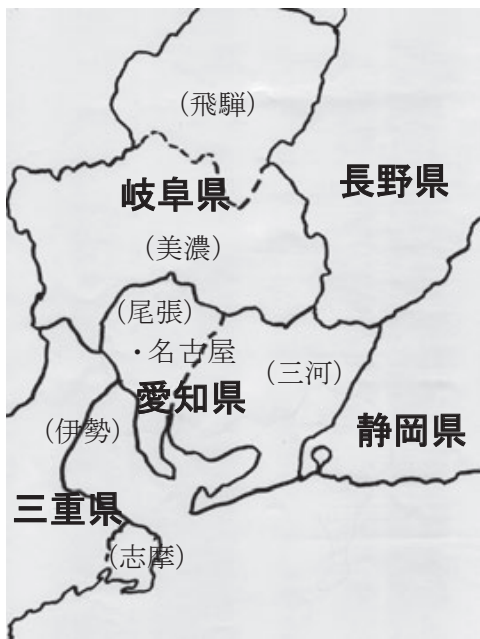 (飛騨)
岐阜県
長野県
(美濃)
(尾張)
・名古屋
(三河)
愛知県
(伊勢)
静岡県
三重県
(志摩)